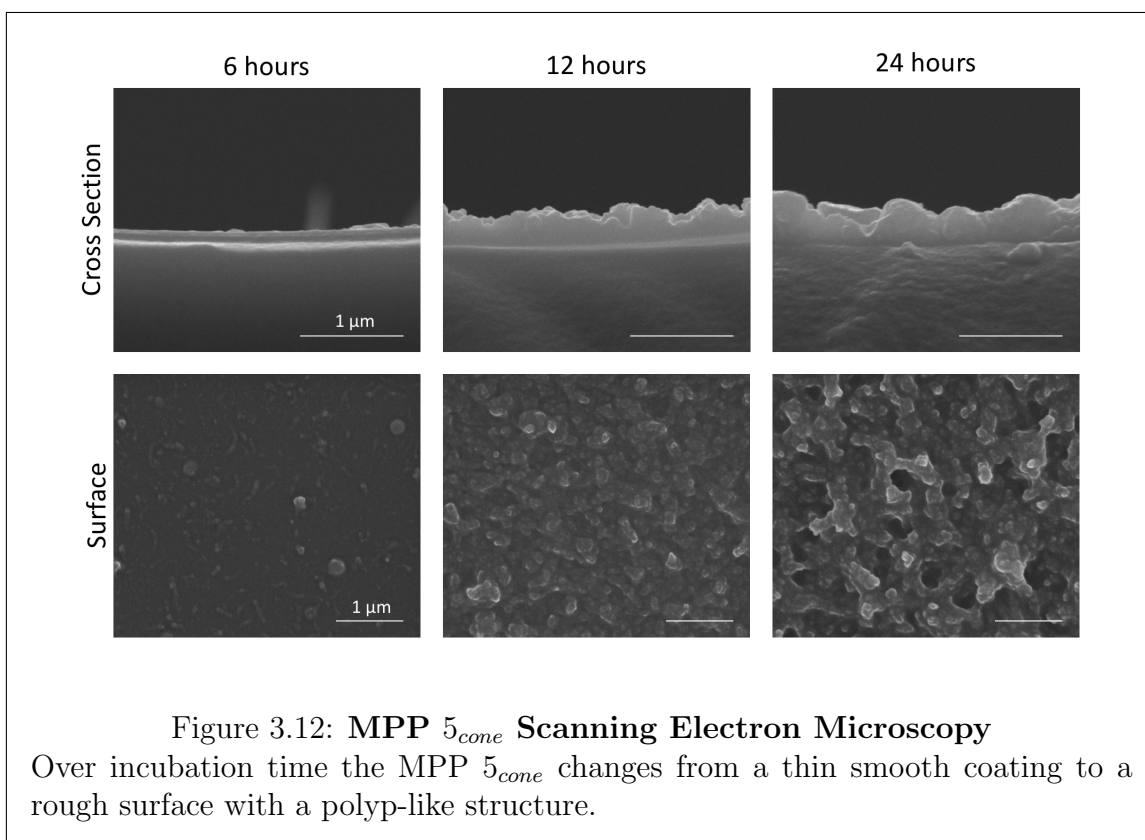 6 hours 12 hours 24 hours
Cross Section
1 µm
Surface
1 µm
Figure 3.12: MPP 5cone Scanning Electron Microscopy
Over incubation time the MPP 5cone changes from a thin smooth coating to a
rough surface with a polyp-like structure.